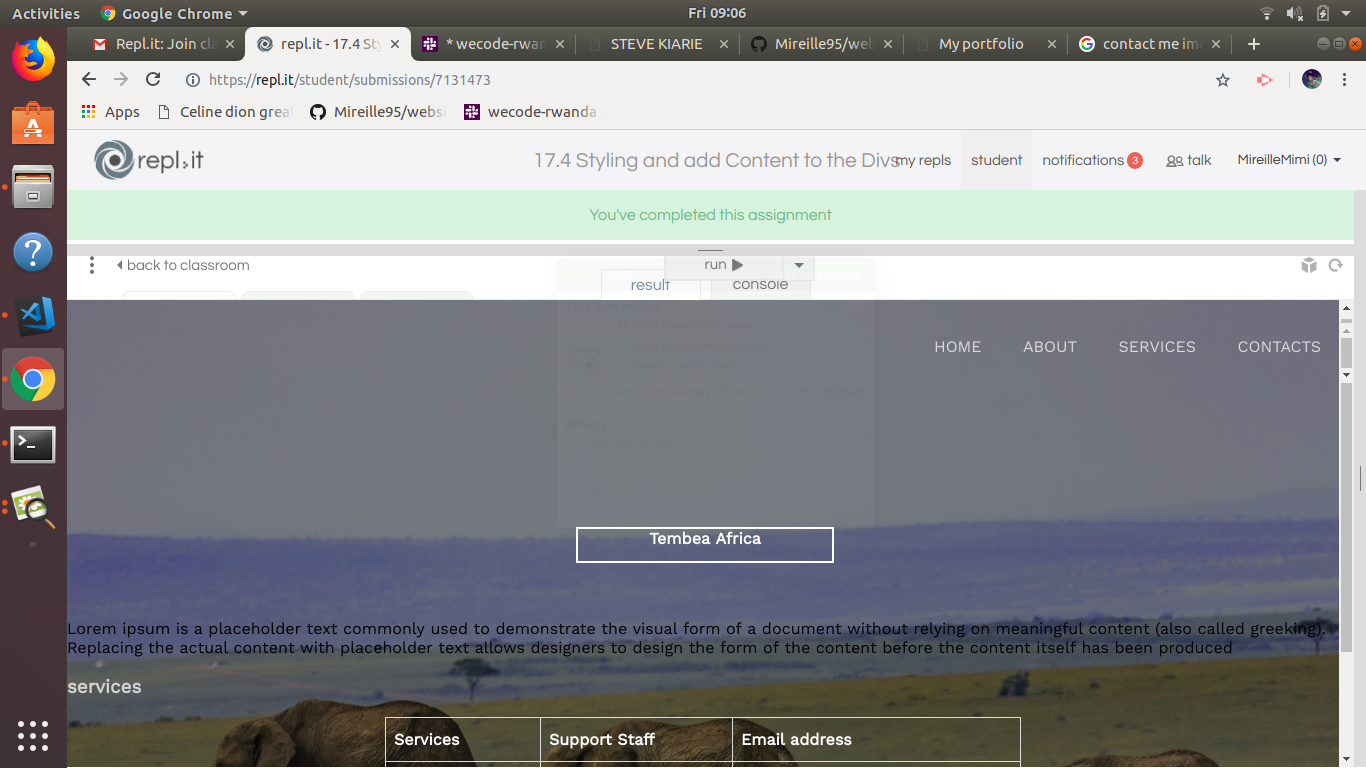 Activities Google Chrome Fri 09:06
Repl.it: Join cla repl.it - 17.4 Sty * wecode-rwan STEVE KIARIE Mireille95/web My portfolio contact me im
https://repl.it/student/submissions/7131473
Apps Celine dion grea Mireille95/websi wecode-rwanda
repl.it 17.4 Styling and add Content to the Divs my repls student notifications 3 talk MireilleMimi (0)
You've completed this assignment
back to classroom run
result console
Take Screenshot
Effects
HOME ABOUT SERVICES CONTACTS
Tembea Africa
Lorem ipsum is a placeholder text commonly used to demonstrate the visual form of a document without relying on meaningful content (also called greeking).
Replacing the actual content with placeholder text allows designers to design the form of the content before the content itself has been produced
services
Services Support Staff Email address